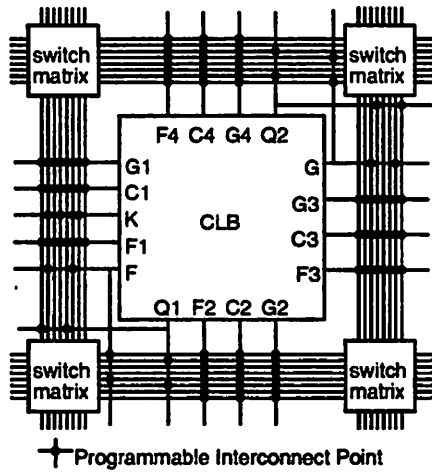 switch matrix
switch matrix
F4 C4 G4 Q2
G1
G
C1
G3
K
CLB
C3
F1
F
F3
Q1 F2 C2 G2
switch matrix
switch matrix
Programmable Interconnect Point